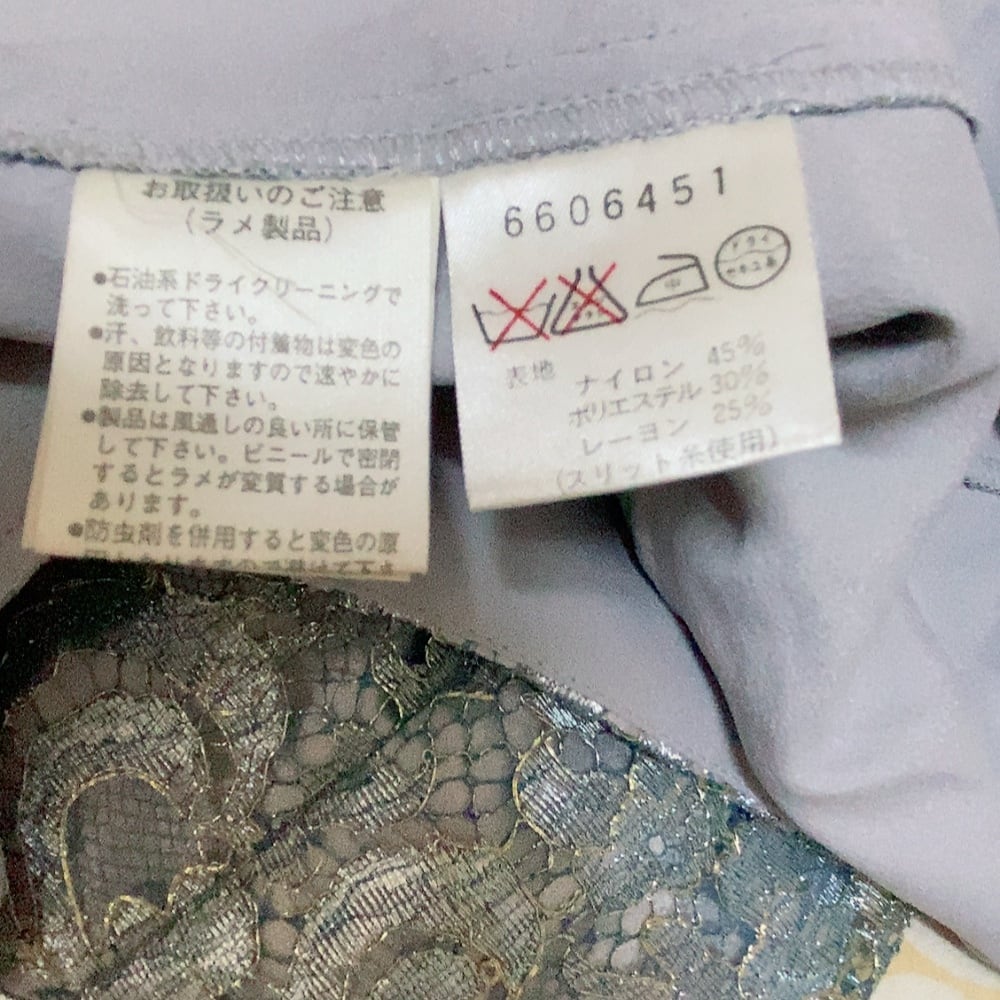 お取扱いのご注意
(ラメ製品)
●石油系ドライクリーニングで
洗って下さい。
●汗、飲料等の付着物は変色の
原因となりますので速やかに
除去して下さい。
●製品は風通しの良い所に保管
して下さい。ビニールで密閉
するとラメが変質する場合が
あります。
●防虫剤を併用すると変色の原
6606451
中
ドライ
セキユ系
表地
ナイロン 45%
ポリエステル 30%
レーヨン 25%
(スリット糸使用)